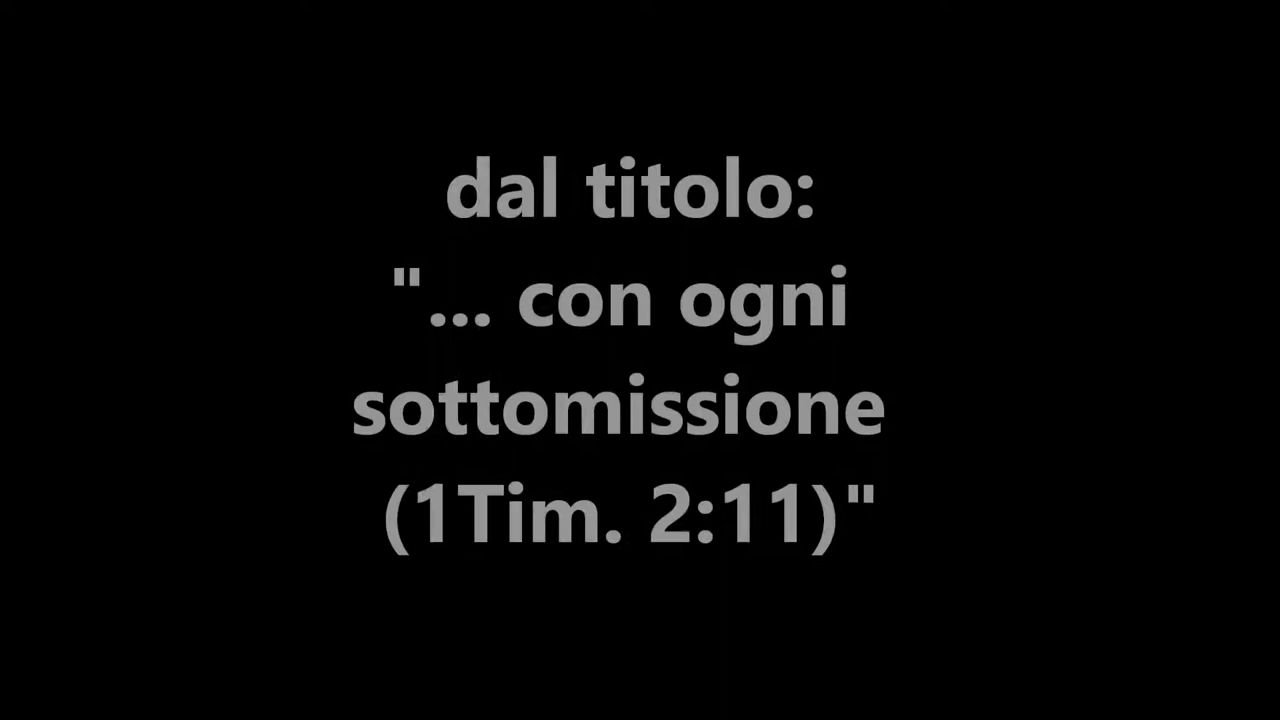 dal titolo:
"... con ogni
sottomissione
(1Tim. 2:11)"